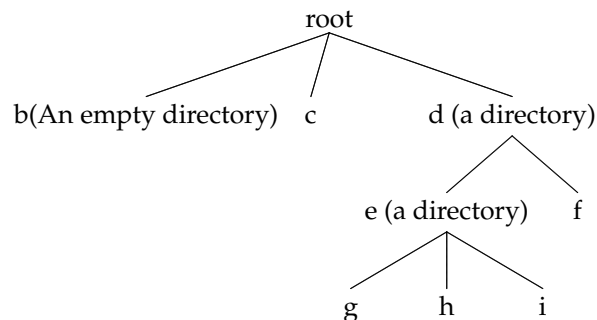 root
b(An empty directory) c d (a directory)
e (a directory) f
g h i